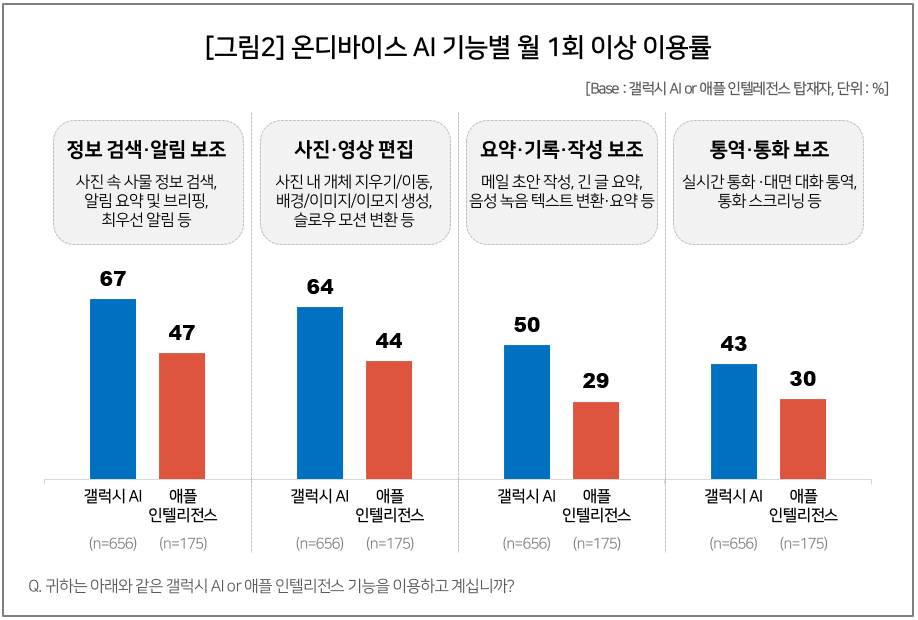 [그림2] 온디바이스 AI 기능별 월 1회 이상 이용률
[Base : 갤럭시 AI or 애플 인텔레전스 탑재자, 단위 : %]
정보 검색·알림 보조
사진 속 사물 정보 검색,
알림 요약 및 브리핑,
최우선 알림 등
사진·영상 편집
사진 내 개체 지우기/이동,
배경/이미지/이모지 생성,
슬로우 모션 변환 등
요약·기록·작성 보조
메일 초안 작성, 긴 글 요약,
음성 녹음 텍스트 변환·요약 등
통역·통화 보조
실시간 통화 ·대면 대화 통역,
통화 스크리닝 등
67
47
64
44
50
29
43
30
갤럭시 AI
애플
인텔리전스
갤럭시 AI
애플
인텔리전스
갤럭시 AI
애플
인텔리전스
갤럭시 AI
애플
인텔리전스
(n=656)
(n=175)
(n=656)
(n=175)
(n=656)
(n=175)
(n=656)
(n=175)
Q. 귀하는 아래와 같은 갤럭시 AI or 애플 인텔리전스 기능을 이용하고 계십니까?